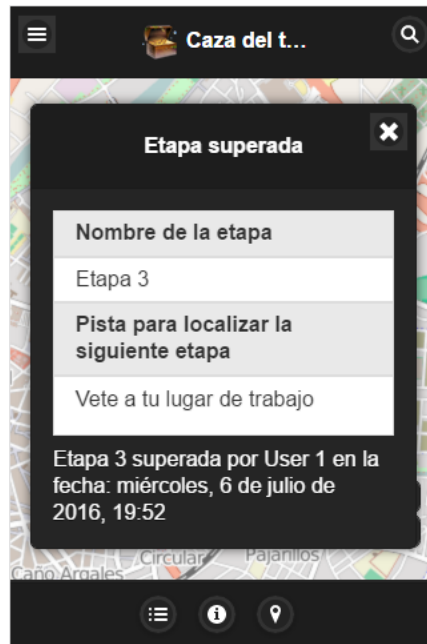 Caza del t...
Etapa superada
Nombre de la etapa
Etapa 3
Pista para localizar la
siguiente etapa
Vete a tu lugar de trabajo
Etapa 3 superada por User 1 en la
fecha: miércoles, 6 de julio de
2016, 19:52
Circular
Pajarillos
Caño Argales